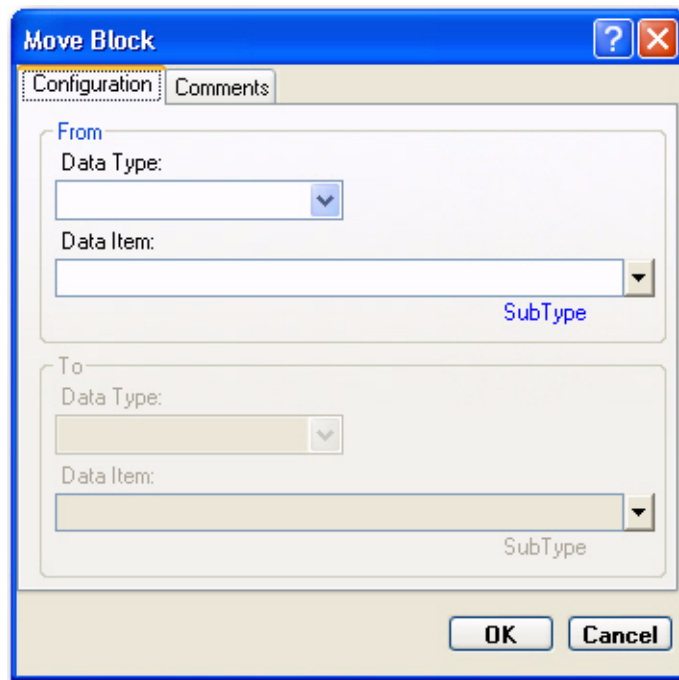 Move Block
?
Configuration Comments
From
Data Type:
Data Item:
SubType
To
Data Type:
Data Item:
SubType
OK Cancel